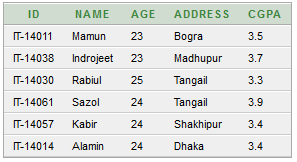 ID NAME AGE ADDRESS CGPA
IT-14011 Mamun 23 Bogra 3.5
IT-14038 Indrojeet 23 Madhupur 3.7
IT-14030 Rabiul 25 Tangail 3.3
IT-14061 Sazol 24 Tangail 3.9
IT-14057 Kabir 24 Shakhipur 3.4
IT-14014 Alamin 24 Dhaka 3.4